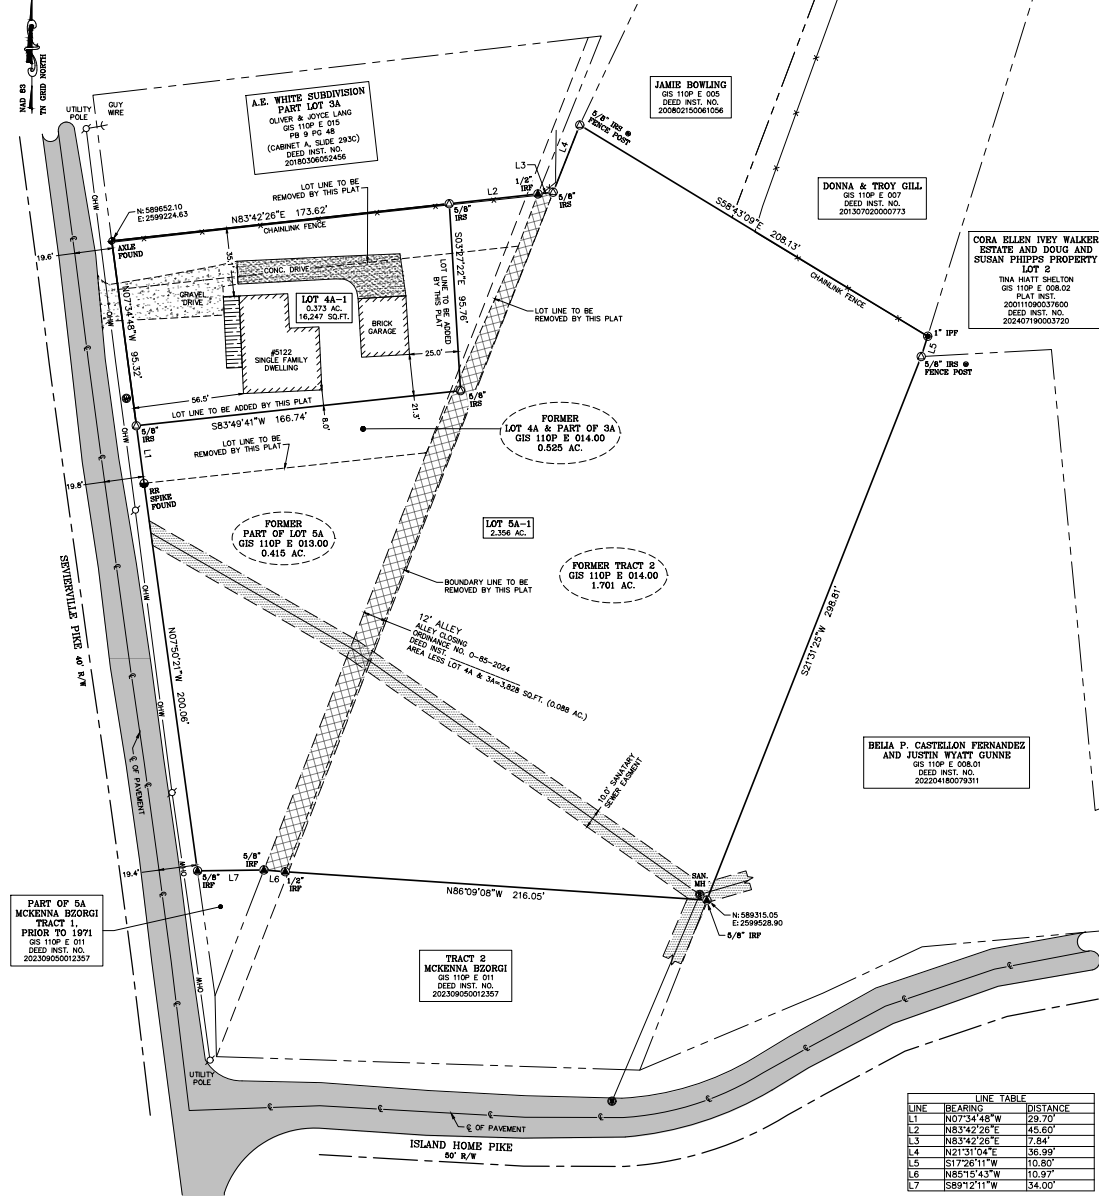 NAD 83
TN GRID NORTH
UTILITY
POLE
GUY
WIRE
A.E. WHITE SUBDIVISION
PART LOT 3A
OLIVER & JOYCE LANG
GIS 110P E 015
PB 9 PG 48
(CABINET A, SLIDE 293C)
DEED INST. NO.
20180306052456
JAMIE BOWLING
GIS 110P E 005
DEED INST. NO.
200802150061056
5/8" IRS @
FENCE POST
L4
L3
1/2"
IRF
5/8"
IRS
L2
LOT LINE TO BE
REMOVED BY THIS PLAT
N:589652.10
E:2599224.63
N83°42'26"E 173.62'
CHAINLINK FENCE
5/8"
IRS
DONNA & TROY GILL
GIS 110P E 007
DEED INST. NO.
201307020000773
S58°43'09"E 208.13'
CHAINLINK FENCE
CORA ELLEN IVEY WALKER
ESTATE AND DOUG AND
SUSAN PHIPPS PROPERTY
LOT 2
TINA HIATT SHELTON
GIS 110P E 008.02
PLAT INST.
200111090037600
DEED INST. NO.
202407190003720
OHW
19.6'
AXLE
FOUND
35.1'
CONC. DRIVE
GRAVEL
DRIVE
LOT 4A-1
0.373 AC.
16,247 SQ.FT.
BRICK
GARAGE
#5122
SINGLE FAMILY
DWELLING
S03°27'22"E 95.76'
LOT LINE TO BE ADDED
BY THIS PLAT
LOT LINE TO BE
REMOVED BY THIS PLAT
1" IPF
L5
5/8" IRS @
FENCE POST
OHW
N07°34'48"W 95.32'
25.0'
56.5'
LOT LINE TO BE ADDED BY THIS PLAT
S83°49'41"W 166.74'
8.0'
21.3'
5/8"
IRS
OHW
5/8"
IRS
L1
LOT LINE TO BE
REMOVED BY THIS PLAT
FORMER
LOT 4A & PART OF 3A
GIS 110P E 014.00
0.525 AC.
19.8'
RR
SPIKE
FOUND
FORMER
PART OF LOT 5A
GIS 110P E 013.00
0.415 AC.
LOT 5A-1
2.356 AC.
FORMER TRACT 2
GIS 110P E 014.00
1.701 AC.
BOUNDARY LINE TO BE
REMOVED BY THIS PLAT
SEVIERVILLE PIKE 40' R/W
OHW
N07°50'21"W 200.06'
12' ALLEY
ALLEY CLOSING
ORDINANCE NO. O-85-2024
DEED INST.
AREA LESS LOT 4A & 3A=3,828 SQ.FT. (0.088 AC.)
S21°31'25"W 298.81'
OHW
℄ OF PAVEMENT
10.0' SANATARY
SEWER EASMENT
BELIA P. CASTELLON FERNANDEZ
AND JUSTIN WYATT GUNNE
GIS 110P E 008.01
DEED INST. NO.
202204180079311
19.4'
OHW
5/8"
IRF
L7
5/8"
IRF
L6
1/2"
IRF
N86°09'08"W 216.05'
SAN.
MH
N:589315.05
E:2599528.90
5/8" IRF
PART OF 5A
MCKENNA BZORGI
TRACT 1,
PRIOR TO 1971
GIS 110P E 011
DEED INST. NO.
202309050012357
TRACT 2
MCKENNA BZORGI
GIS 110P E 011
DEED INST. NO.
202309050012357
OHW
UTILITY
POLE
℄ OF PAVEMENT
ISLAND HOME PIKE
50' R/W
LINE TABLE
LINE BEARING DISTANCE
L1 N07°34'48"W 29.70'
L2 N83°42'26"E 45.60'
L3 N83°42'26"E 7.84'
L4 N21°31'04"E 36.99'
L5 S17°26'11"W 10.80'
L6 N85°15'43"W 10.97'
L7 S89°12'11"W 34.00'